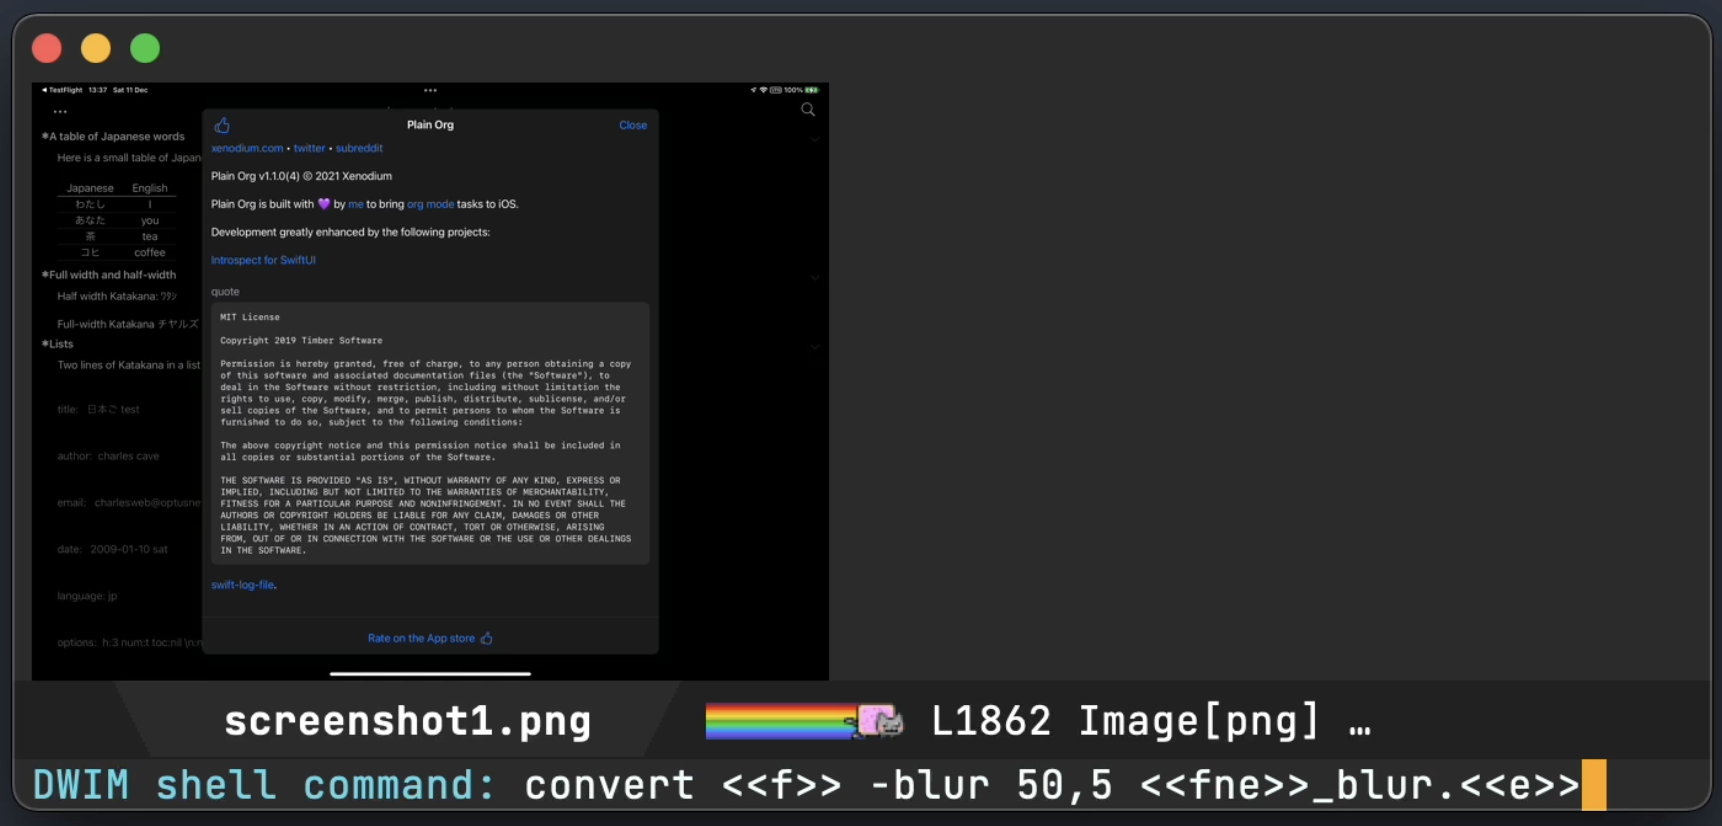 TestFlight 13:37 Sat 11 Dec
100%
Plain Org
Close
xenodium.com • twitter • subreddit
Plain Org v1.1.0(4) © 2021 Xenodium
Plain Org is built with 💜 by me to bring org mode tasks to iOS.
Development greatly enhanced by the following projects:
Introspect for SwiftUI
quote
MIT License
Copyright 2019 Timber Software
Permission is hereby granted, free of charge, to any person obtaining a copy
of this software and associated documentation files (the "Software"), to
deal in the Software without restriction, including without limitation the
rights to use, copy, modify, merge, publish, distribute, sublicense, and/or
sell copies of the Software, and to permit persons to whom the Software is
furnished to do so, subject to the following conditions:
The above copyright notice and this permission notice shall be included in
all copies or substantial portions of the Software.
THE SOFTWARE IS PROVIDED "AS IS", WITHOUT WARRANTY OF ANY KIND, EXPRESS OR
IMPLIED, INCLUDING BUT NOT LIMITED TO THE WARRANTIES OF MERCHANTABILITY,
FITNESS FOR A PARTICULAR PURPOSE AND NONINFRINGEMENT. IN NO EVENT SHALL THE
AUTHORS OR COPYRIGHT HOLDERS BE LIABLE FOR ANY CLAIM, DAMAGES OR OTHER
LIABILITY, WHETHER IN AN ACTION OF CONTRACT, TORT OR OTHERWISE, ARISING
FROM, OUT OF OR IN CONNECTION WITH THE SOFTWARE OR THE USE OR OTHER DEALINGS
IN THE SOFTWARE.
swift-log-file.
Rate on the App store
*A table of Japanese words
Here is a small table of Japan
Japanese English
わたし I
あなた you
茶 tea
コヒ coffee
*Full width and half-width
Half width Katakana: ﾜﾀｼ
Full-width Katakana チヤルズ
*Lists
Two lines of Katakana in a list
title: 日本ご test
author: charles cave
email: charlesweb@optusne
date: 2009-01-10 sat
language: jp
options: h:3 num:t toc:nil \n:n
screenshot1.png
L1862 Image[png] …
DWIM shell command: convert <<f>> -blur 50,5 <<fne>>_blur.<<e>>